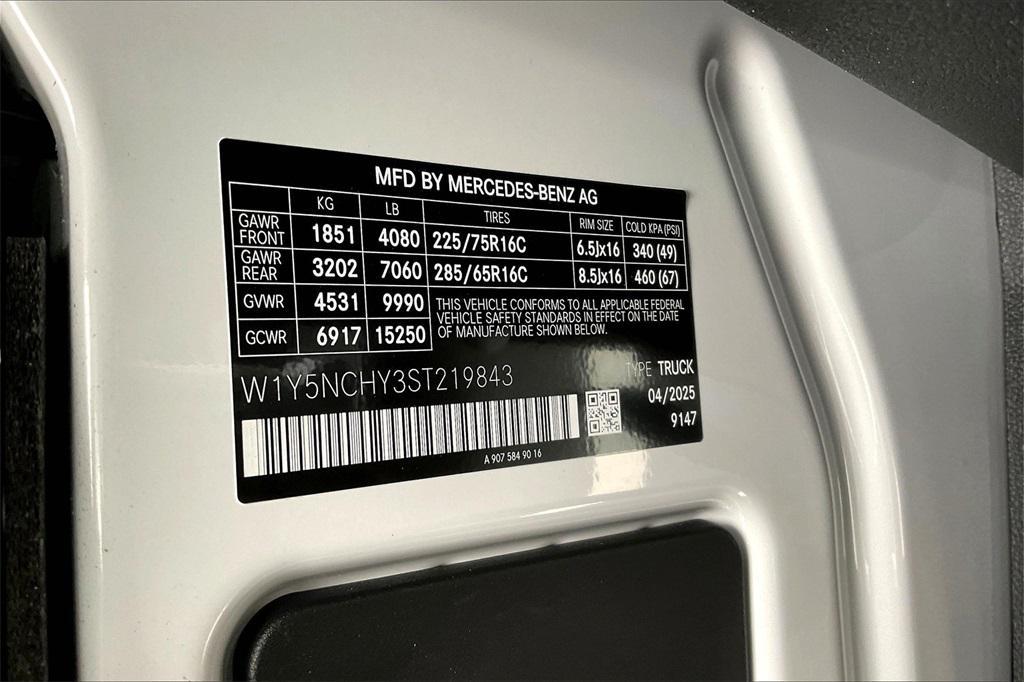 MFD BY MERCEDES-BENZ AG
KG LB TIRES RIM SIZE COLD KPA (PSI)
GAWR FRONT 1851 4080 225/75R16C 6.5Jx16 340 (49)
GAWR REAR 3202 7060 285/65R16C 8.5Jx16 460 (67)
GVWR 4531 9990
GCWR 6917 15250
THIS VEHICLE CONFORMS TO ALL APPLICABLE FEDERAL
VEHICLE SAFETY STANDARDS IN EFFECT ON THE DATE
OF MANUFACTURE SHOWN BELOW.
W1Y5NCHY3ST219843
TYPE TRUCK
04/2025
9147
A 907 584 90 16